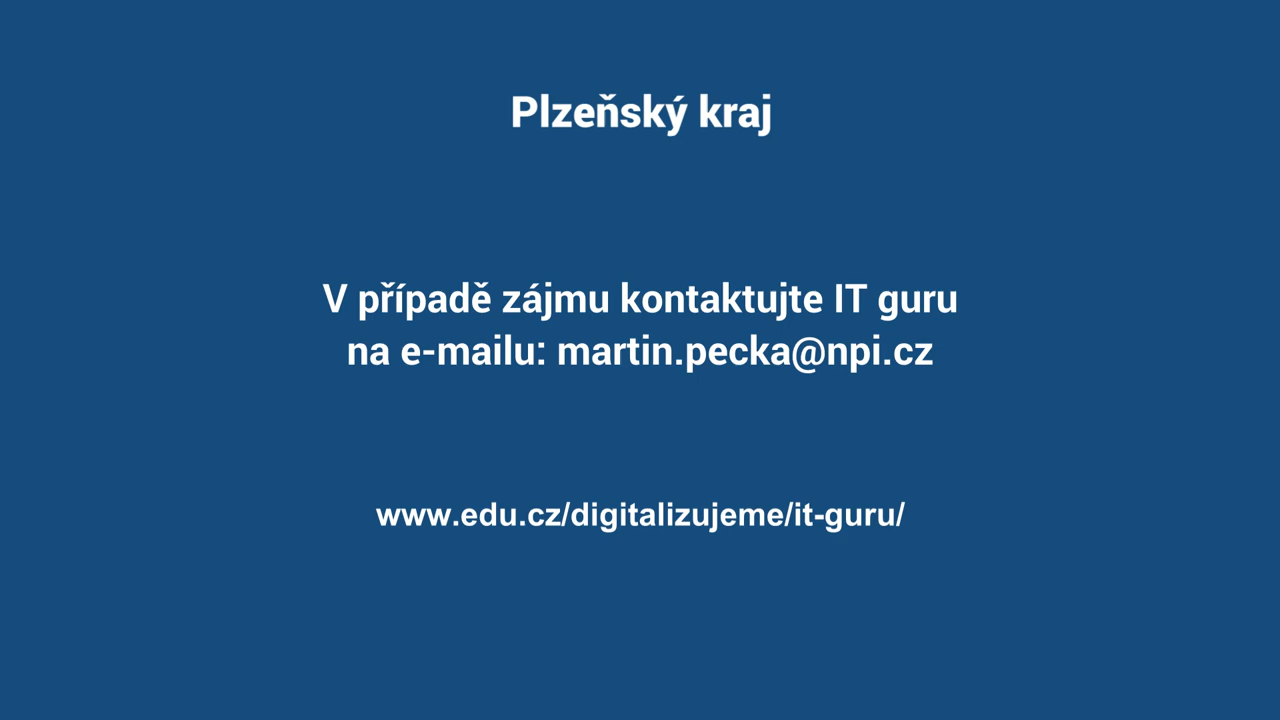 Plzeňský kraj
V případě zájmu kontaktujte IT guru
na e-mailu: martin.pecka@npi.cz
www.edu.cz/digitalizujeme/it-guru/